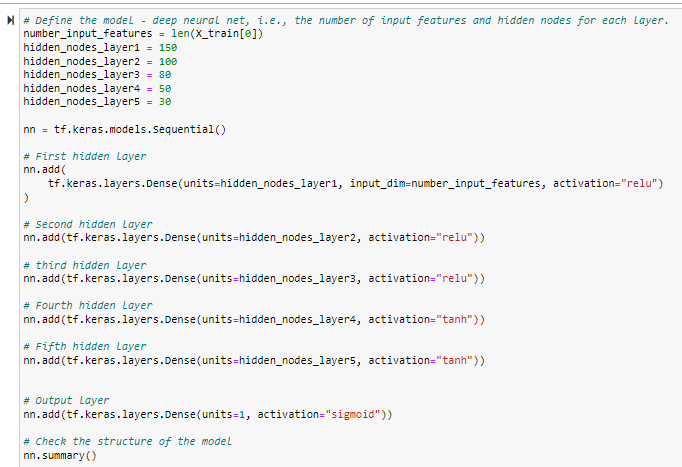 # Define the model - deep neural net, i.e., the number of input features and hidden nodes for each layer.
number_input_features = len(X_train[0])
hidden_nodes_layer1 = 150
hidden_nodes_layer2 = 100
hidden_nodes_layer3 = 80
hidden_nodes_layer4 = 50
hidden_nodes_layer5 = 30
nn = tf.keras.models.Sequential()
# First hidden layer
nn.add(
    tf.keras.layers.Dense(units=hidden_nodes_layer1, input_dim=number_input_features, activation="relu")
)
# Second hidden layer
nn.add(tf.keras.layers.Dense(units=hidden_nodes_layer2, activation="relu"))
# third hidden layer
nn.add(tf.keras.layers.Dense(units=hidden_nodes_layer3, activation="relu"))
# Fourth hidden layer
nn.add(tf.keras.layers.Dense(units=hidden_nodes_layer4, activation="tanh"))
# Fifth hidden layer
nn.add(tf.keras.layers.Dense(units=hidden_nodes_layer5, activation="tanh"))
# Output layer
nn.add(tf.keras.layers.Dense(units=1, activation="sigmoid"))
# Check the structure of the model
nn.summary()